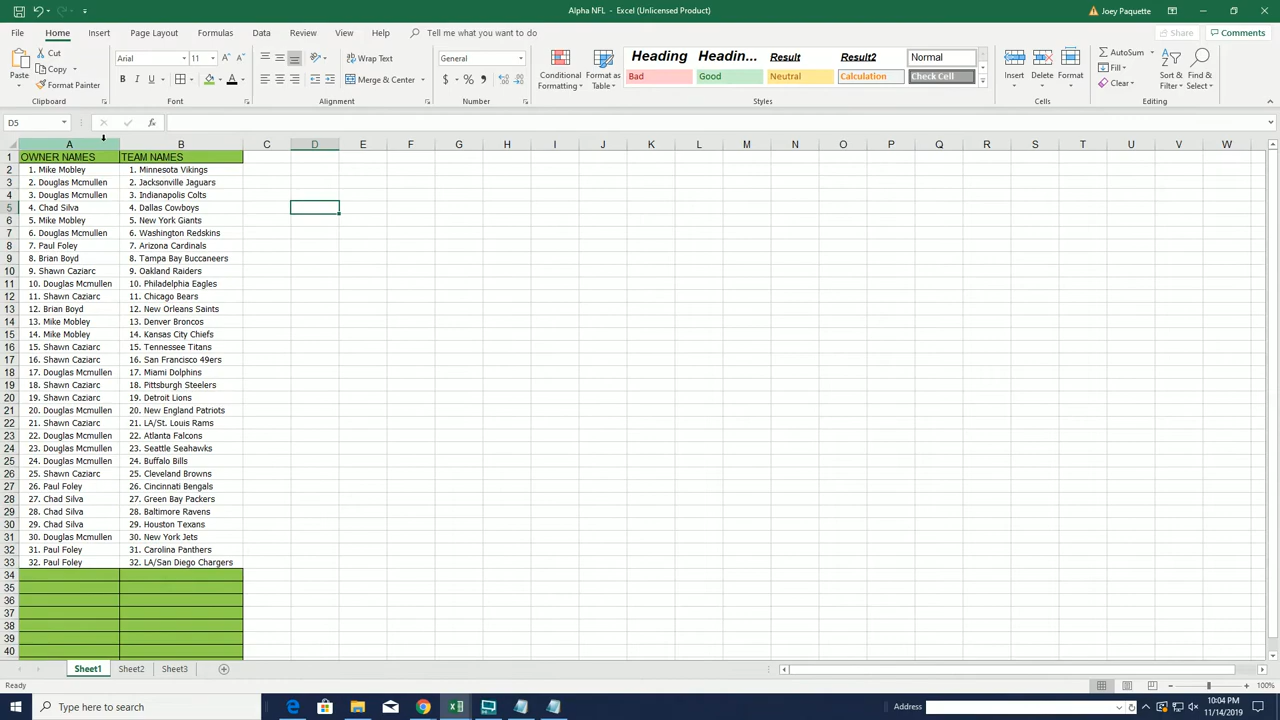 Alpha NFL - Excel (Unlicensed Product)
Joey Paquette
File Home Insert Page Layout Formulas Data Review View Help Tell me what you want to do
Share Comments
Paste Cut Copy Format Painter
Arial 11
B I U
Wrap Text
Merge & Center
General
$ % ,
Conditional Formatting
Format as Table
Heading Headin... Result Result2 Normal
Bad Good Neutral Calculation Check Cell
Insert Delete Format
AutoSum
Fill
Clear
Sort & Filter
Find & Select
Clipboard Font Alignment Number Styles Cells Editing
D5 fx
A B C D E F G H I J K L M N O P Q R S T U V W
1 OWNER NAMES TEAM NAMES
2 1. Mike Mobley 1. Minnesota Vikings
3 2. Douglas Mcmullen 2. Jacksonville Jaguars
4 3. Douglas Mcmullen 3. Indianapolis Colts
5 4. Chad Silva 4. Dallas Cowboys
6 5. Mike Mobley 5. New York Giants
7 6. Douglas Mcmullen 6. Washington Redskins
8 7. Paul Foley 7. Arizona Cardinals
9 8. Brian Boyd 8. Tampa Bay Buccaneers
10 9. Shawn Caziarc 9. Oakland Raiders
11 10. Douglas Mcmullen 10. Philadelphia Eagles
12 11. Shawn Caziarc 11. Chicago Bears
13 12. Brian Boyd 12. New Orleans Saints
14 13. Mike Mobley 13. Denver Broncos
15 14. Mike Mobley 14. Kansas City Chiefs
16 15. Shawn Caziarc 15. Tennessee Titans
17 16. Shawn Caziarc 16. San Francisco 49ers
18 17. Douglas Mcmullen 17. Miami Dolphins
19 18. Shawn Caziarc 18. Pittsburgh Steelers
20 19. Shawn Caziarc 19. Detroit Lions
21 20. Douglas Mcmullen 20. New England Patriots
22 21. Shawn Caziarc 21. LA/St. Louis Rams
23 22. Douglas Mcmullen 22. Atlanta Falcons
24 23. Douglas Mcmullen 23. Seattle Seahawks
25 24. Douglas Mcmullen 24. Buffalo Bills
26 25. Shawn Caziarc 25. Cleveland Browns
27 26. Paul Foley 26. Cincinnati Bengals
28 27. Chad Silva 27. Green Bay Packers
29 28. Chad Silva 28. Baltimore Ravens
30 29. Chad Silva 29. Houston Texans
31 30. Douglas Mcmullen 30. New York Jets
32 31. Paul Foley 31. Carolina Panthers
33 32. Paul Foley 32. LA/San Diego Chargers
34
35
36
37
38
39
40
Sheet1 Sheet2 Sheet3
Ready 100%
Type here to search
Address
10:04 PM
11/14/2019